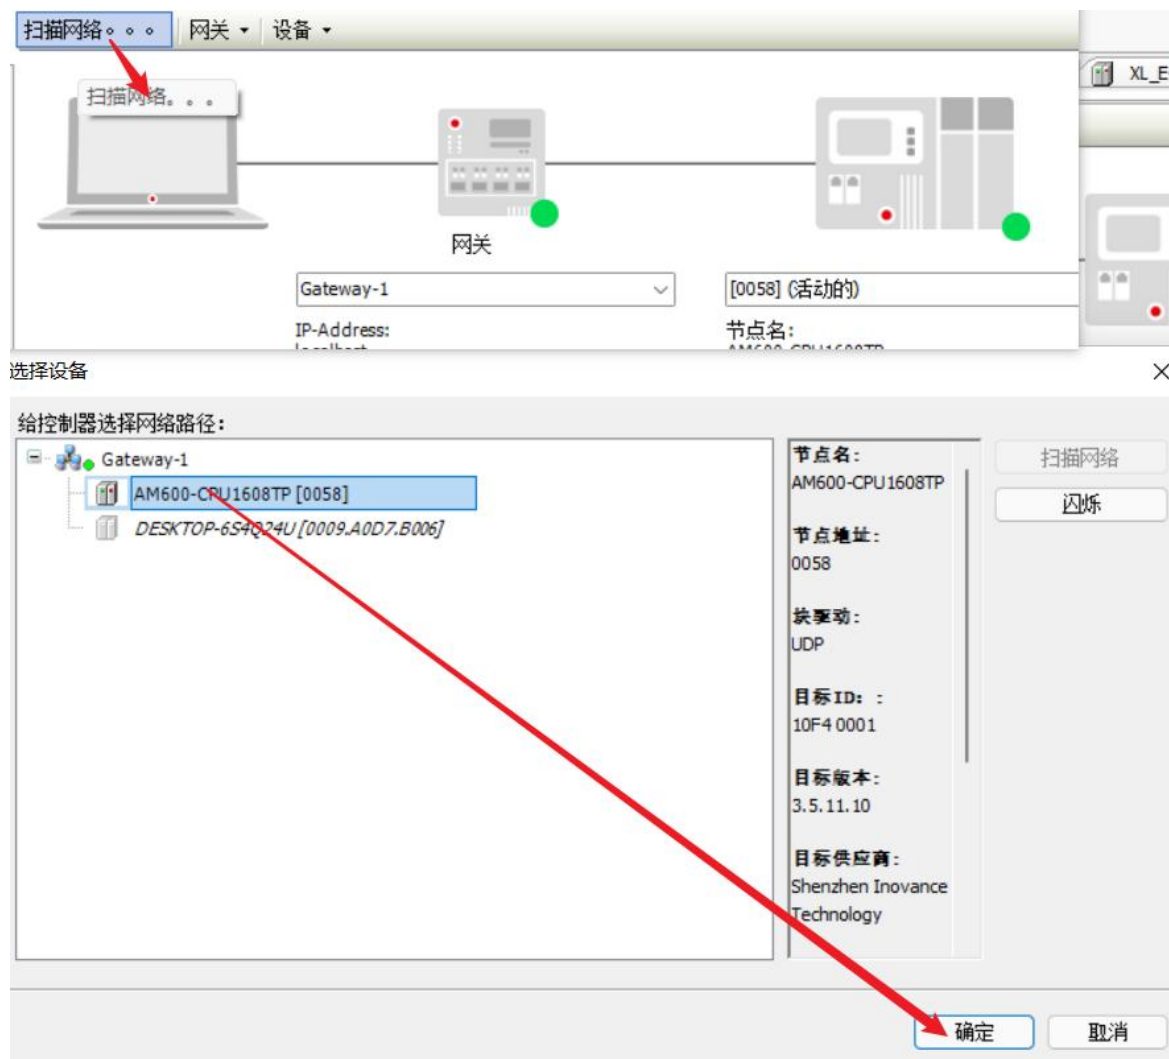 扫描网络。。。 网关 设备
扫描网络。。。
XL_E
网关
Gateway-1
[0058] (活动的)
IP-Address:
节点名:
localhost
AM600-CPU1608TP
选择设备
给控制器选择网络路径:
Gateway-1
AM600-CPU1608TP [0058]
DESKTOP-6S4Q24U [0009.A0D7.B006]
节点名:
AM600-CPU1608TP
节点地址:
0058
块驱动:
UDP
目标ID: :
10F4 0001
目标版本:
3.5.11.10
目标供应商:
Shenzhen Inovance
Technology
扫描网络
闪烁
确定
取消